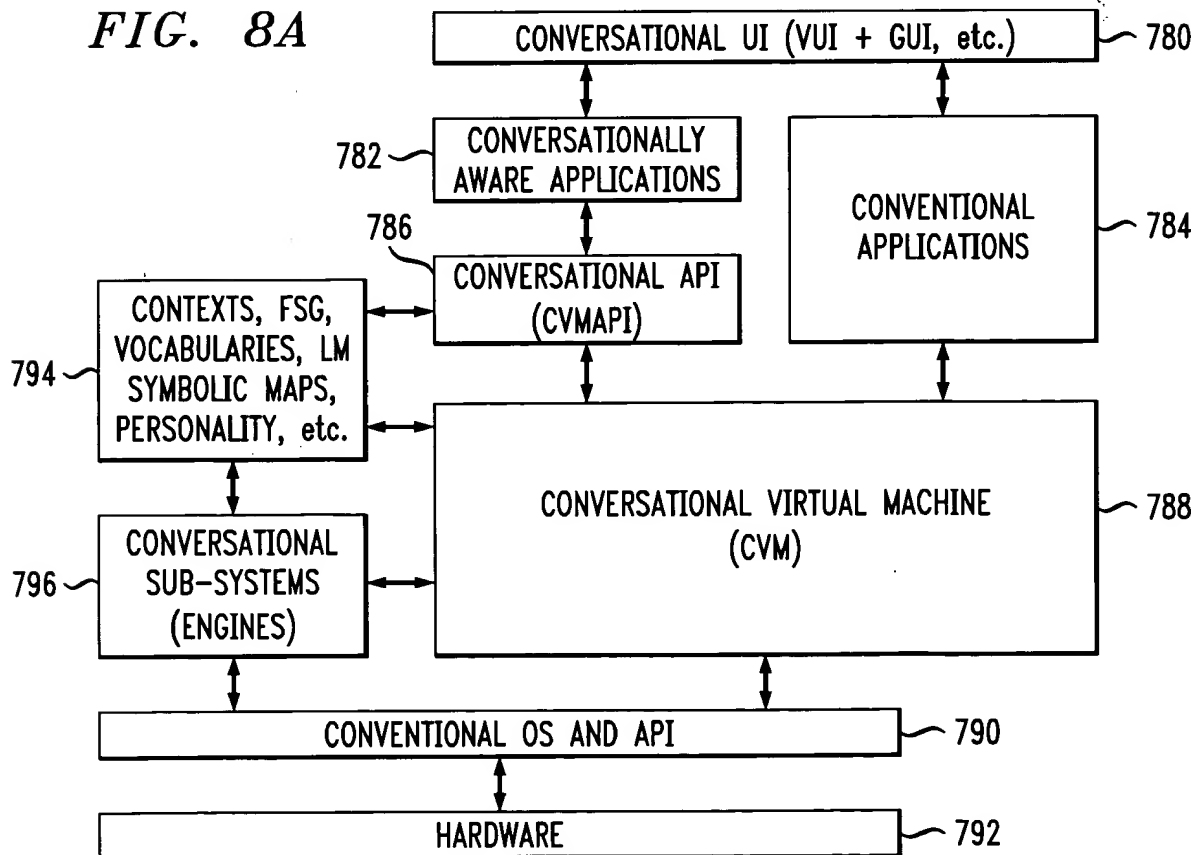 FIG. 8A
CONVERSATIONAL UI (VUI + GUI, etc.)
780
782
CONVERSATIONALLY
AWARE APPLICATIONS
CONVENTIONAL
APPLICATIONS
784
786
CONVERSATIONAL API
(CVMAPI)
794
CONTEXTS, FSG,
VOCABULARIES, LM
SYMBOLIC MAPS,
PERSONALITY, etc.
CONVERSATIONAL VIRTUAL MACHINE
(CVM)
788
796
CONVERSATIONAL
SUB-SYSTEMS
(ENGINES)
CONVENTIONAL OS AND API
790
HARDWARE
792